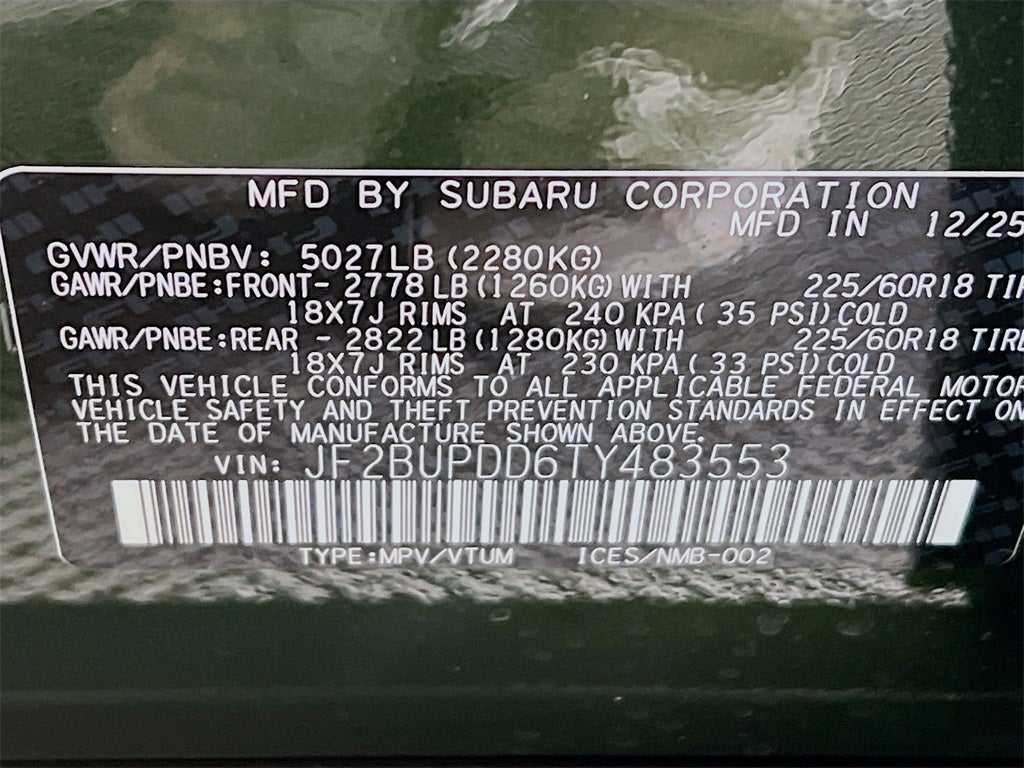 MFD BY SUBARU CORPORATION
MFD IN 12/25
GVWR/PNBV: 5027LB (2280KG)
GAWR/PNBE:FRONT- 2778 LB (1260KG) WITH 225/60R18
18X7J RIMS AT 240 KPA( 35 PSI)COLD
GAWR/PNBE:REAR - 2822 LB (1280KG) WITH 225/60R18
18X7J RIMS AT 230 KPA (33 PSI)COLD
THIS VEHICLE CONFORMS TO ALL APPLICABLE FEDERAL MOTOR
VEHICLE SAFETY AND THEFT PREVENTION STANDARDS IN EFFECT ON
THE DATE OF MANUFACTURE SHOWN ABOVE.
VIN: JF2BUPDD6TY483553
TYPE:MPV/VTUM ICES/NMB-002